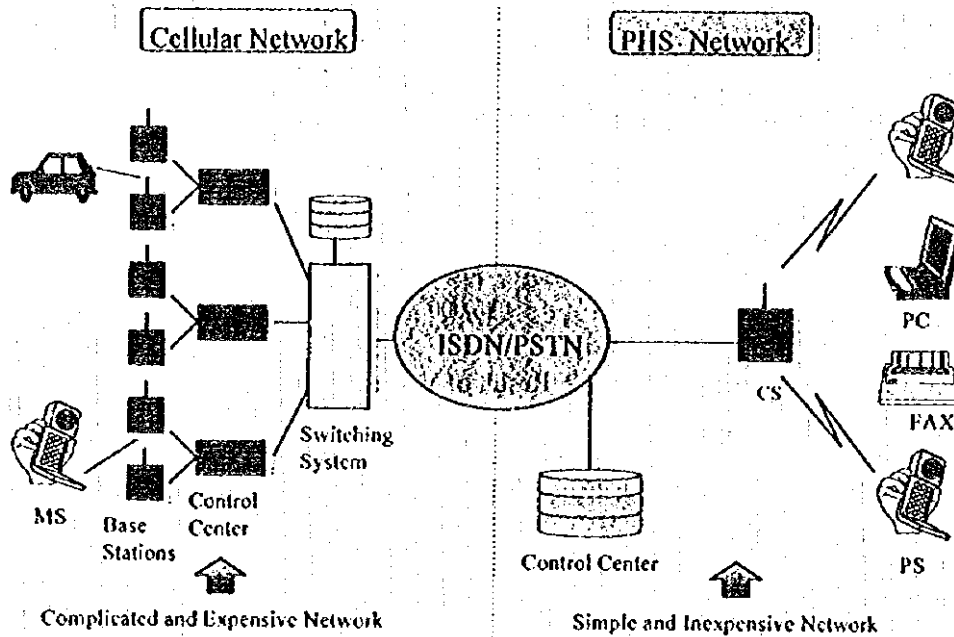 Cellular Network
PHS Network
ISDN/PSTN
PC
CS
FAX
Switching
System
MS
Base
Stations
Control
Center
Control Center
PS
Complicated and Expensive Network
Simple and Inexpensive Network